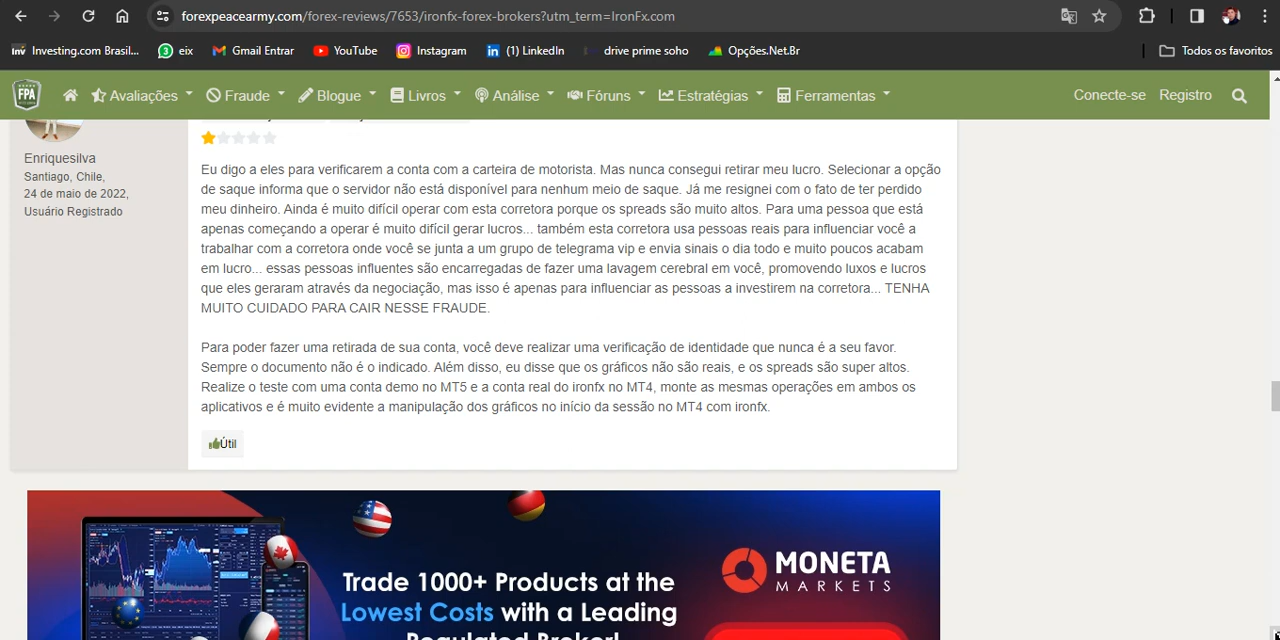 forexpeacearmy.com/forex-reviews/7653/ironfx-forex-brokers?utm_term=IronFx.com
Investing.com Brasil... 3 eix Gmail Entrar YouTube Instagram (1) LinkedIn drive prime soho Opções.Net.Br Todos os favoritos
FPA Avaliações Fraude Blogue Livros Análise Fóruns Estratégias Ferramentas Conecte-se Registro
Enriquesilva
Santiago, Chile,
24 de maio de 2022,
Usuário Registrado
Eu digo a eles para verificarem a conta com a carteira de motorista. Mas nunca consegui retirar meu lucro. Selecionar a opção
de saque informa que o servidor não está disponível para nenhum meio de saque. Já me resignei com o fato de ter perdido
meu dinheiro. Ainda é muito difícil operar com esta corretora porque os spreads são muito altos. Para uma pessoa que está
apenas começando a operar é muito difícil gerar lucros... também esta corretora usa pessoas reais para influenciar você a
trabalhar com a corretora onde você se junta a um grupo de telegrama vip e envia sinais o dia todo e muito poucos acabam
em lucro... essas pessoas influentes são encarregadas de fazer uma lavagem cerebral em você, promovendo luxos e lucros
que eles geraram através da negociação, mas isso é apenas para influenciar as pessoas a investirem na corretora... TENHA
MUITO CUIDADO PARA CAIR NESSE FRAUDE.
Para poder fazer uma retirada de sua conta, você deve realizar uma verificação de identidade que nunca é a seu favor.
Sempre o documento não é o indicado. Além disso, eu disse que os gráficos não são reais, e os spreads são super altos.
Realize o teste com uma conta demo no MT5 e a conta real do ironfx no MT4, monte as mesmas operações em ambos os
aplicativos e é muito evidente a manipulação dos gráficos no início da sessão no MT4 com ironfx.
Útil
Trade 1000+ Products at the
Lowest Costs with a Leading
Regulated Broker!
MONETA
MARKETS